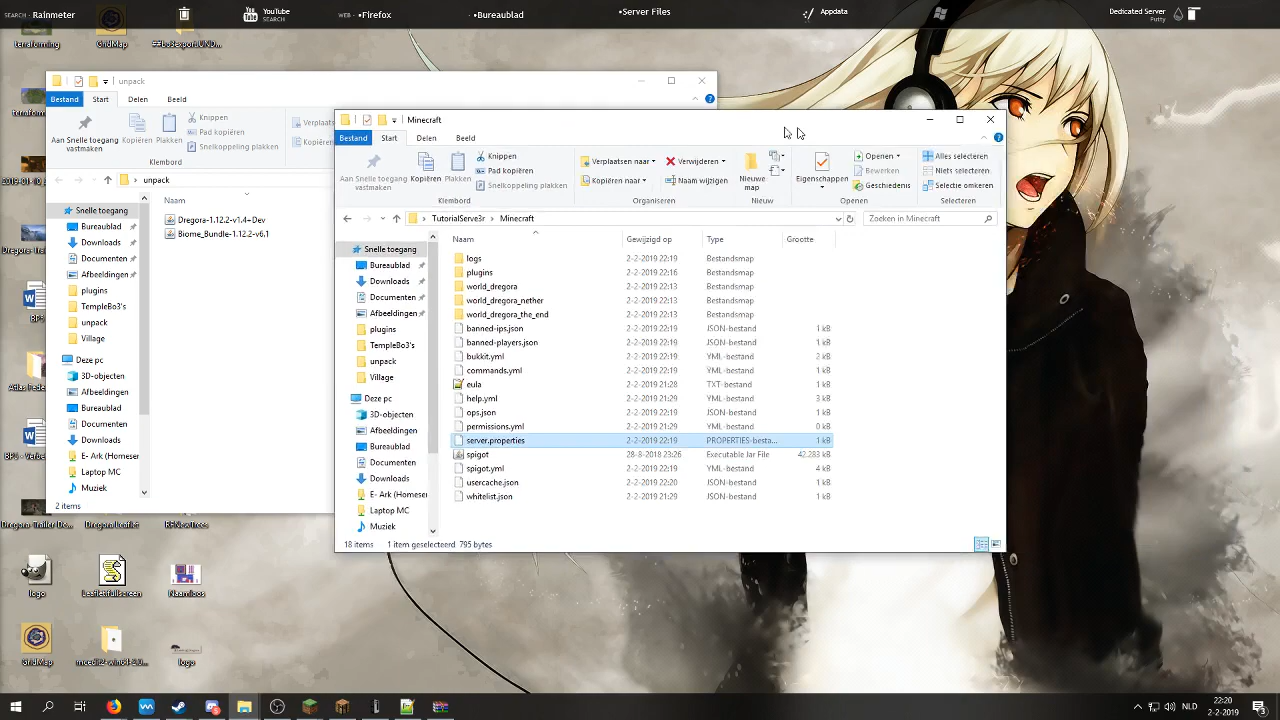 SEARCH - Rainmeter
YouTube
SEARCH
WEB - •Firefox
•Bureaublad
•Server Files
Appdata
Dedicated Server
Putty
terraforming
GridMap
unpack
Bestand
Start
Delen
Beeld
Aan Snelle toegang
vastmaken
Kopiëren
Plakken
Knippen
Pad kopiëren
Snelkoppeling plakken
Klembord
unpack
Naam
Snelle toegang
Bureaublad
Downloads
Documenten
Afbeeldingen
plugins
TempleBo3's
unpack
Village
Deze pc
3D-objecten
Afbeeldingen
Bureaublad
Documenten
Downloads
E- Ark (Homeser
Laptop MC
Muziek
Dregora-1.12.2-v1.4+Dev
Biome_Bundle-1.12.2-v6.1
2 items
Minecraft
Bestand
Start
Delen
Beeld
Aan Snelle toegang
vastmaken
Kopiëren
Plakken
Knippen
Pad kopiëren
Snelkoppeling plakken
Klembord
Verplaatsen naar
Kopiëren naar
Verwijderen
Naam wijzigen
Organiseren
Nieuwe
map
Nieuw
Eigenschappen
Openen
Bewerken
Geschiedenis
Openen
Alles selecteren
Niets selecteren
Selectie omkeren
Selecteren
TutorialServe3r
Minecraft
Zoeken in Minecraft
Snelle toegang
Bureaublad
Downloads
Documenten
Afbeeldingen
plugins
TempleBo3's
unpack
Village
Deze pc
3D-objecten
Afbeeldingen
Bureaublad
Documenten
Downloads
E- Ark (Homeser
Laptop MC
Muziek
Naam Gewijzigd op Type Grootte
logs 2-2-2019 22:19 Bestandsmap
plugins 2-2-2019 22:16 Bestandsmap
world_dregora 2-2-2019 22:13 Bestandsmap
world_dregora_nether 2-2-2019 22:13 Bestandsmap
world_dregora_the_end 2-2-2019 22:13 Bestandsmap
banned-ips.json 2-2-2019 22:19 JSON-bestand 1 kB
banned-players.json 2-2-2019 22:19 JSON-bestand 1 kB
bukkit.yml 2-2-2019 22:19 YML-bestand 2 kB
commands.yml 2-2-2019 22:19 YML-bestand 1 kB
eula 2-2-2019 21:28 TXT-bestand 1 kB
help.yml 2-2-2019 21:29 YML-bestand 3 kB
ops.json 2-2-2019 22:19 JSON-bestand 1 kB
permissions.yml 2-2-2019 21:29 YML-bestand 0 kB
server.properties 2-2-2019 22:19 PROPERTIES-besta... 1 kB
spigot 28-8-2018 23:26 Executable Jar File 42.283 kB
spigot.yml 2-2-2019 22:19 YML-bestand 4 kB
usercache.json 2-2-2019 22:20 JSON-bestand 1 kB
whitelist.json 2-2-2019 21:29 JSON-bestand 1 kB
18 items 1 item geselecteerd 795 bytes
logo
Leafletfullscreen
Naamloos
GridMap
logo
NLD
22:20
2-2-2019
3